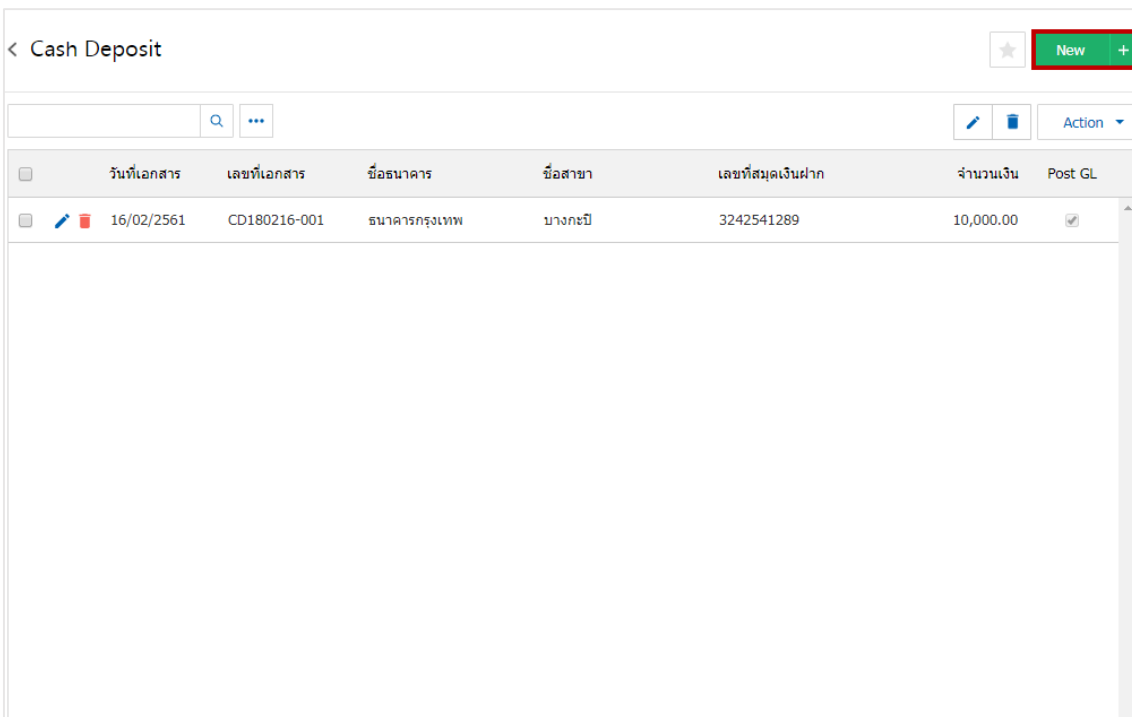 Cash Deposit
New +
Action
วันที่เอกสาร เลขที่เอกสาร ชื่อธนาคาร ชื่อสาขา เลขที่สมุดเงินฝาก จำนวนเงิน Post GL
16/02/2561 CD180216-001 ธนาคารกรุงเทพ บางกะปิ 3242541289 10,000.00